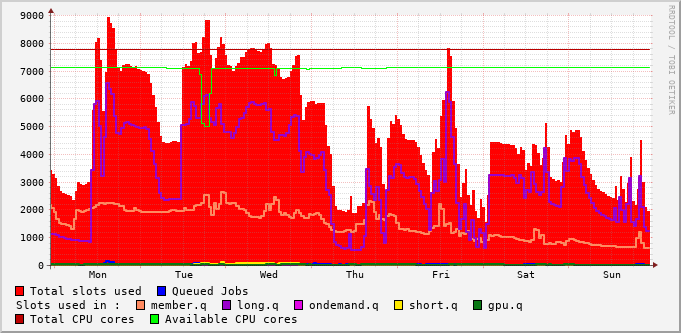 9000
8000
7000
6000
5000
4000
3000
2000
1000
0
Mon Tue Wed Thu Fri Sat Sun
RRDTOOL / TOBI OETIKER
Total slots used Queued Jobs
Slots used in : member.q long.q ondemand.q short.q gpu.q
Total CPU cores Available CPU cores